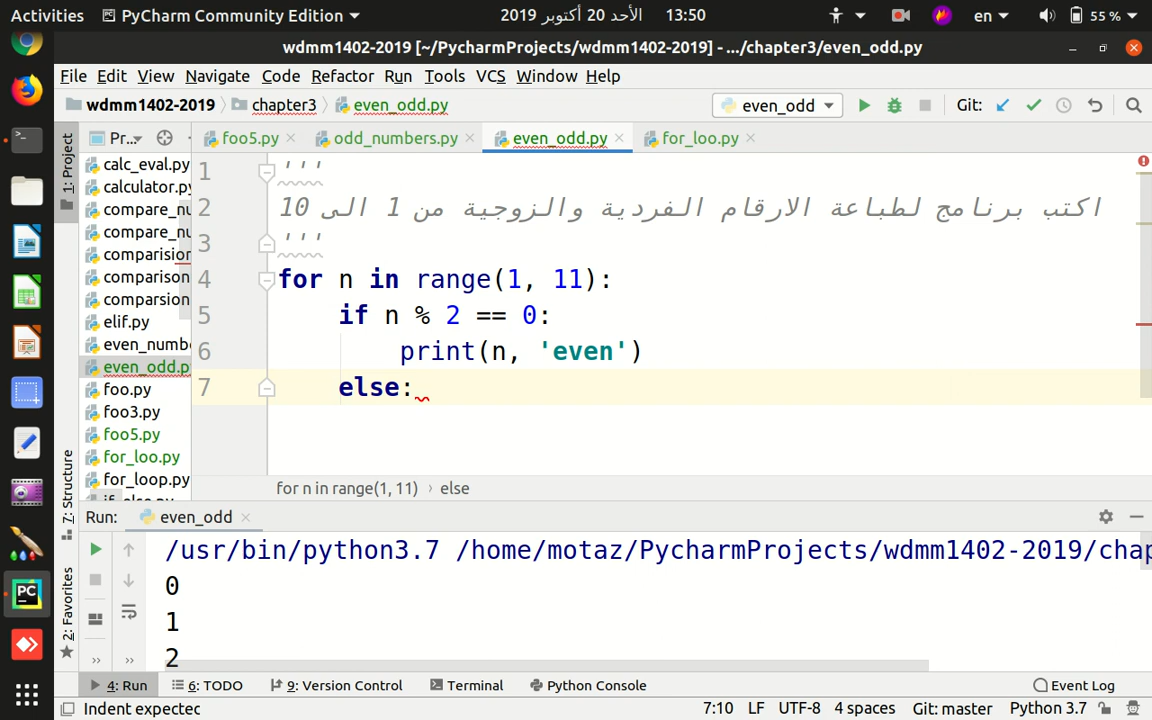 Activities PyCharm Community Edition الأحد 20 أكتوبر 2019 13:50 en 55 %
wdmm1402-2019 [~/PycharmProjects/wdmm1402-2019] - .../chapter3/even_odd.py
File Edit View Navigate Code Refactor Run Tools VCS Window Help
wdmm1402-2019 chapter3 even_odd.py even_odd Git:
1: Project
Pr... foo5.py odd_numbers.py even_odd.py for_loo.py
calc_eval.py
calculator.py
compare_nu
compare_nu
comparision
comparison
comparsion
elif.py
even_numbe
even_odd.p
foo.py
foo3.py
foo5.py
for_loo.py
for_loop.py
1 '''
2 اكتب برنامج لطباعة الارقام الفردية والزوجية من 1 الى 10
3 '''
4 for n in range(1, 11):
5 if n % 2 == 0:
6 print(n, 'even')
7 else:
for n in range(1, 11) › else
7: Structure
2: Favorites
Run: even_odd
/usr/bin/python3.7 /home/motaz/PycharmProjects/wdmm1402-2019/chap
0
1
2
4: Run 6: TODO 9: Version Control Terminal Python Console Event Log
Indent expected 7:10 LF UTF-8 4 spaces Git: master Python 3.7